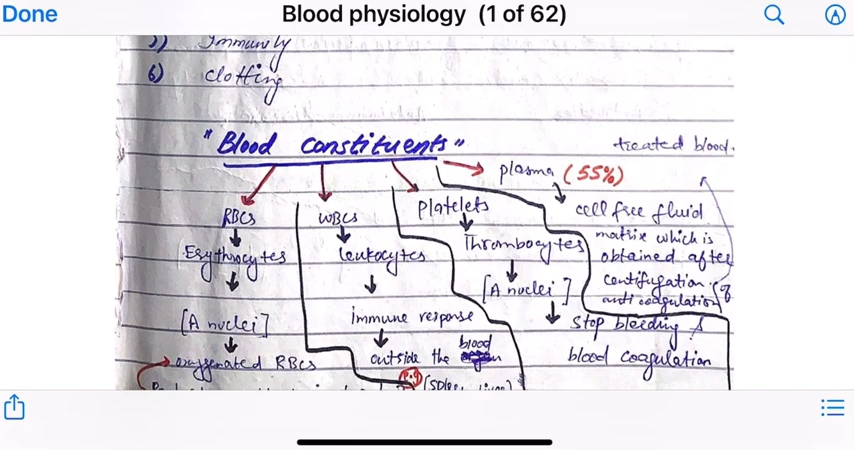 Done
Blood physiology (1 of 62)
5) Immunity
6) clotting
"Blood constituents"
treated blood.
plasma (55%)
cell free fluid
matrix which is
obtained after
centifugation of
anti coagulation
RBCs
Erythrocytes
[A nuclei]
oxygenated RBCs
WBCs
Leukocytes
immune response
outside the blood
Platelets
Thrombocytes
[A nuclei]
Stop bleeding &
blood coagulation